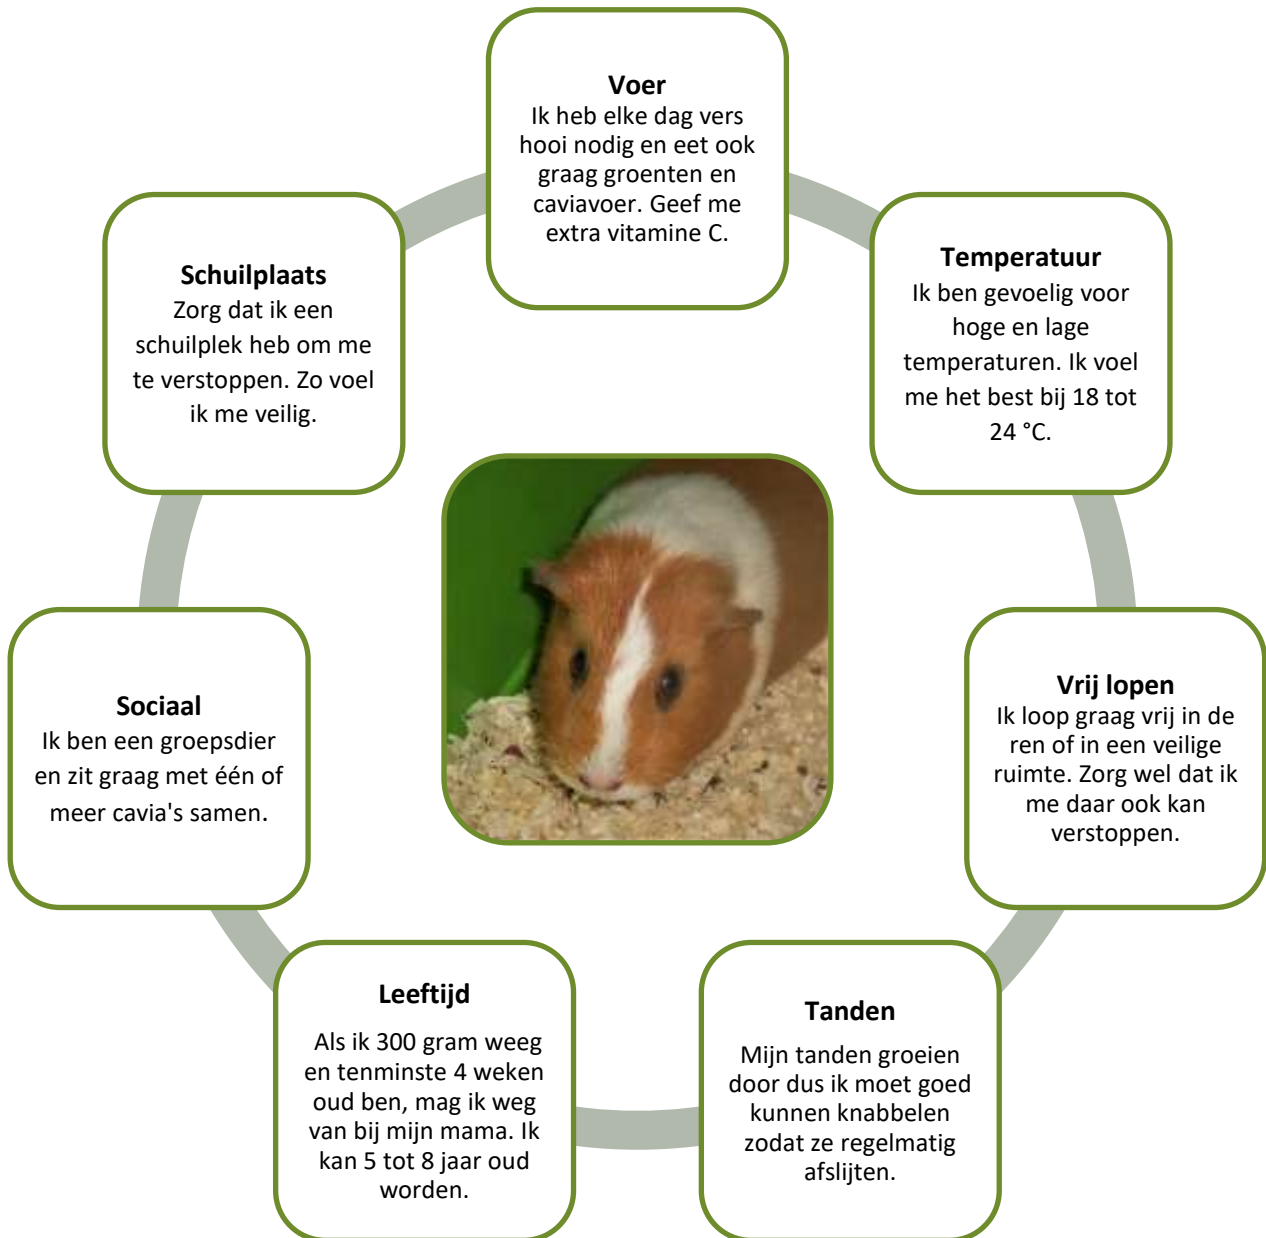 Voer
Ik heb elke dag vers
hooi nodig en eet ook
graag groenten en
caviavoer. Geef me
extra vitamine C.
Temperatuur
Ik ben gevoelig voor
hoge en lage
temperaturen. Ik voel
me het best bij 18 tot
24 °C.
Vrij lopen
Ik loop graag vrij in de
ren of in een veilige
ruimte. Zorg wel dat ik
me daar ook kan
verstoppen.
Tanden
Mijn tanden groeien
door dus ik moet goed
kunnen knabbelen
zodat ze regelmatig
afslijten.
Leeftijd
Als ik 300 gram weeg
en tenminste 4 weken
oud ben, mag ik weg
van bij mijn mama. Ik
kan 5 tot 8 jaar oud
worden.
Sociaal
Ik ben een groepsdier
en zit graag met één of
meer cavia's samen.
Schuilplaats
Zorg dat ik een
schuilplek heb om me
te verstoppen. Zo voel
ik me veilig.